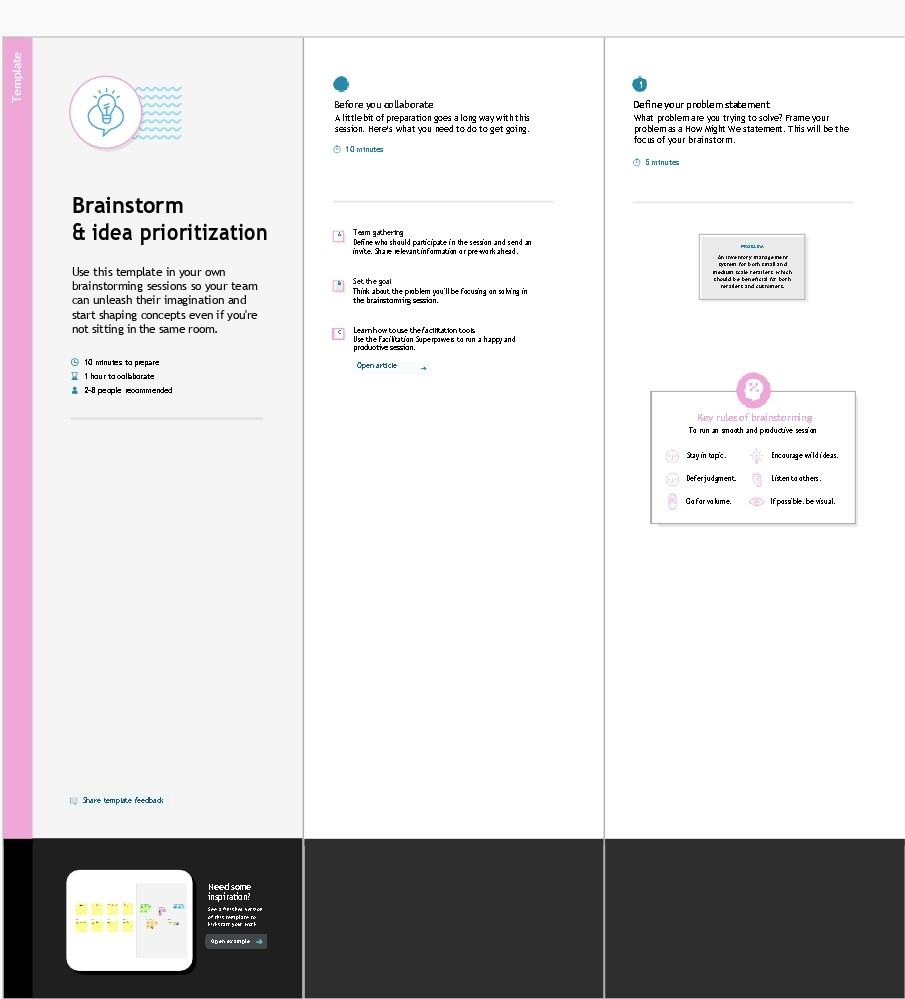 Template
Brainstorm
& idea prioritization
Use this template in your own
brainstorming sessions so your team
can unleash their imagination and
start shaping concepts even if you're
not sitting in the same room.
10 minutes to prepare
1 hour to collaborate
2-8 people recommended
Share template feedback
Need some
inspiration?
See a finished version
of this template to
kickstart your work.
Open example
Before you collaborate
A little bit of preparation goes a long way with this
session. Here's what you need to do to get going.
10 minutes
A
Team gathering
Define who should participate in the session and send an
invite. Share relevant information or pre-work ahead.
B
Set the goal
Think about the problem you'll be focusing on solving in
the brainstorming session.
C
Learn how to use the facilitation tools
Use the Facilitation Superpowers to run a happy and
productive session.
Open article
1
Define your problem statement
What problem are you trying to solve? Frame your
problem as a How Might We statement. This will be the
focus of your brainstorm.
5 minutes
PROBLEM
An inventory management
system for both small and
medium scale retailers which
should be beneficial for both
retailers and customers.
Key rules of brainstorming
To run an smooth and productive session
Stay in topic.
Encourage wild ideas.
Defer judgment.
Listen to others.
Go for volume.
If possible, be visual.